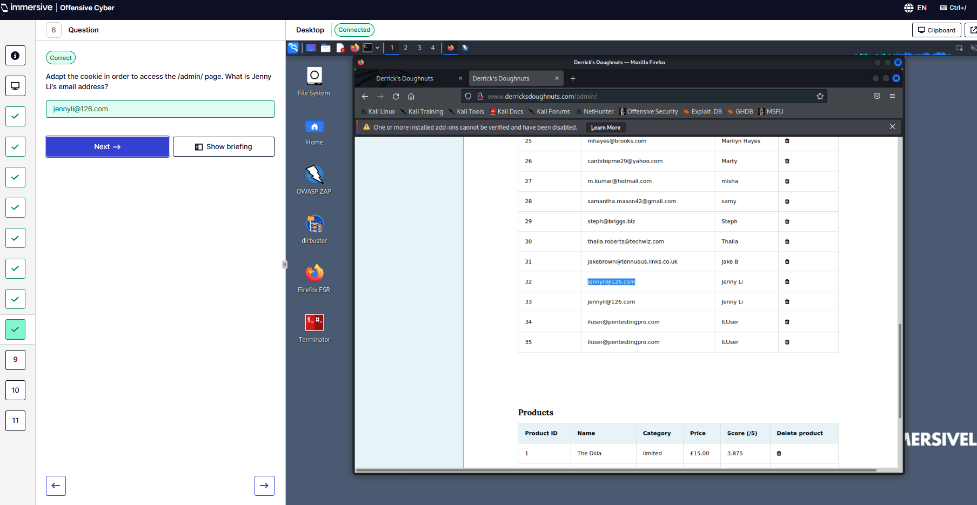 immersive | Offensive Cyber
EN
Ctrl+/
8 Question
Desktop Connected
Clipboard
Correct
Adapt the cookie in order to access the /admin/ page. What is Jenny
Li's email address?
jennyli@126.com
Next →
Show briefing
9
10
11
1 2 3 4
File System
Home
OWASP ZAP
dirbuster
Firefox ESR
Terminator
Derrick's Doughnuts — Mozilla Firefox
Derrick's Doughnuts × Derrick's Doughnuts × +
www.derricksdoughnuts.com/admin/
Kali Linux Kali Training Kali Tools Kali Docs Kali Forums NetHunter Offensive Security Exploit-DB GHDB MSFU
One or more installed add-ons cannot be verified and have been disabled. Learn More
25 mhayes@brooks.com Marilyn Hayes
26 cantstopme29@yahoo.com Marty
27 m.kumar@hotmail.com misha
28 samantha.mason42@gmail.com samy
29 steph@briggs.biz Steph
30 thaila.roberts@techwiz.com Thaila
31 jakebrown@tennuous.links.co.uk Jake B
32 jennyli@126.com Jenny Li
33 jennyli@126.com Jenny Li
34 iluser@pentestingpro.com ILUser
35 iluser@pentestingpro.com ILUser
Products
Product ID Name Category Price Score (/5) Delete product
1 The Dilla limited £15.00 3.875
MERSIVEL